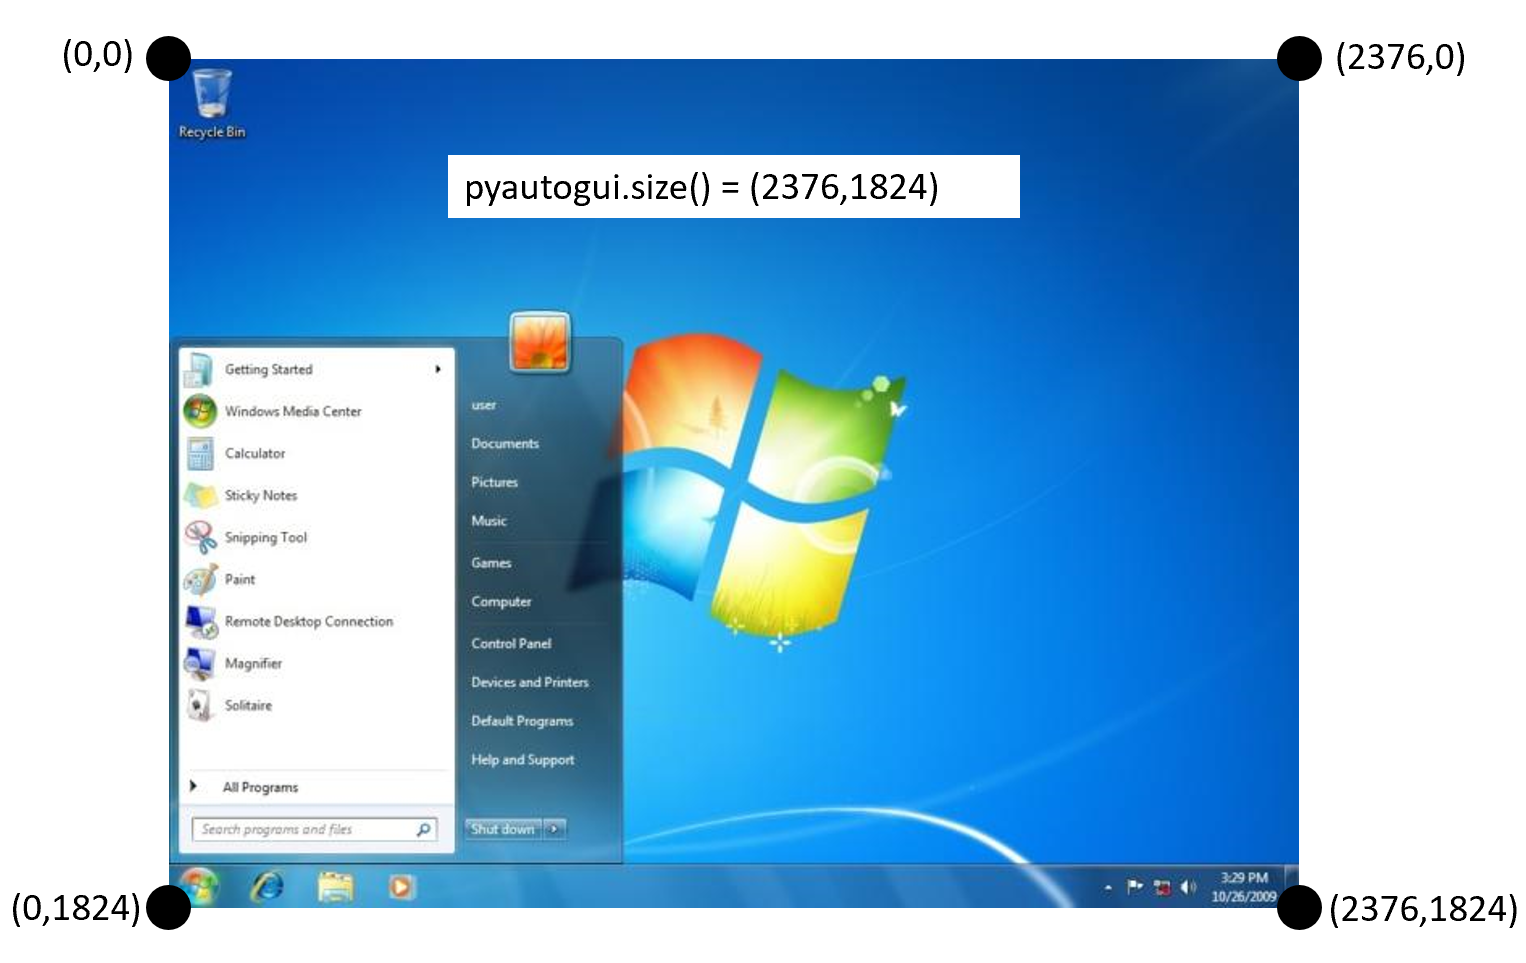 (0,0)
(2376,0)
Recycle Bin
pyautogui.size() = (2376,1824)
Getting Started
Windows Media Center
Calculator
Sticky Notes
Snipping Tool
Paint
Remote Desktop Connection
Magnifier
Solitaire
All Programs
Search programs and files
user
Documents
Pictures
Music
Games
Computer
Control Panel
Devices and Printers
Default Programs
Help and Support
Shut down
3:29 PM
10/26/2009
(0,1824)
(2376,1824)